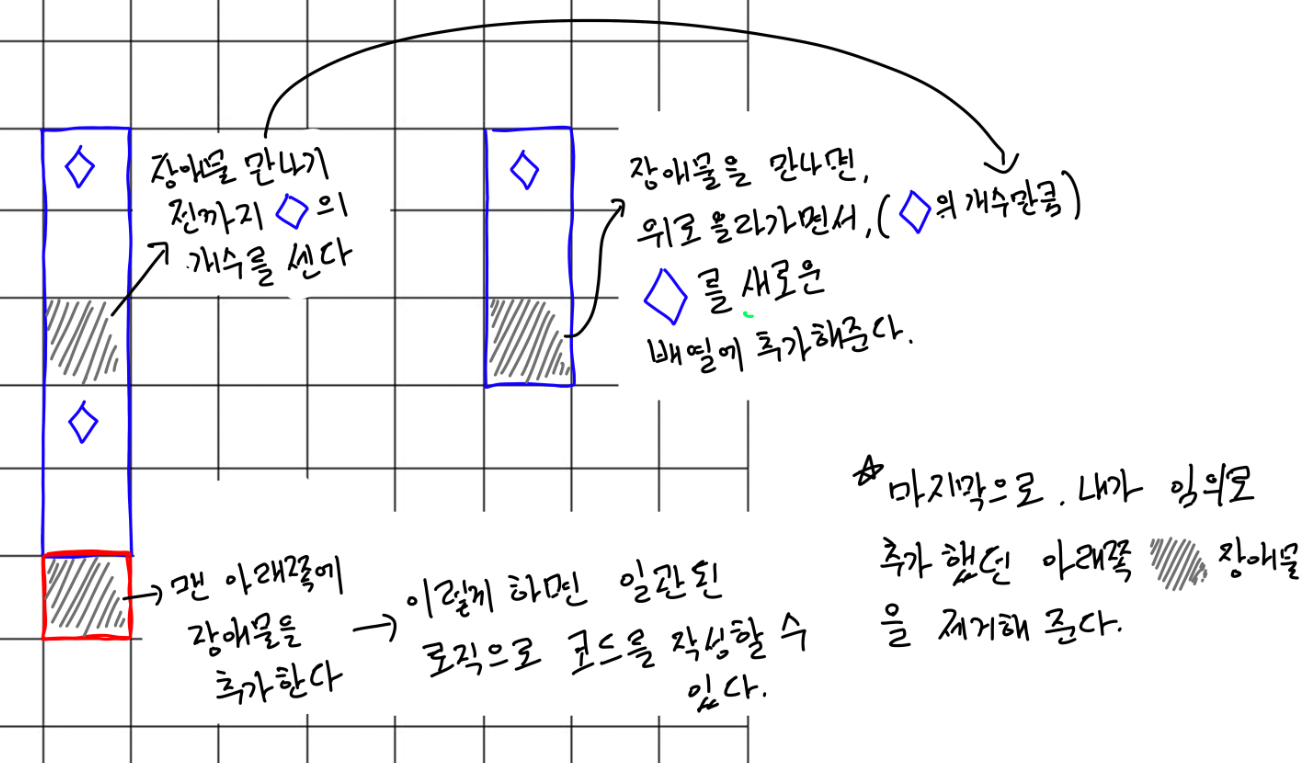 장애물 만나기
전까지 ◇의
개수를 센다
장애물을 만나면,
위로 올라가면서, (◇의 개수만큼)
◇를 새로운
배열에 추가해준다.
맨 아래쪽에
장애물을
추가한다
이렇게 하면 일관된
로직으로 코드를 작성할 수
있다.
☆ 마지막으로. 내가 임의로
추가 했던 아래쪽 장애물
을 제거해 준다.